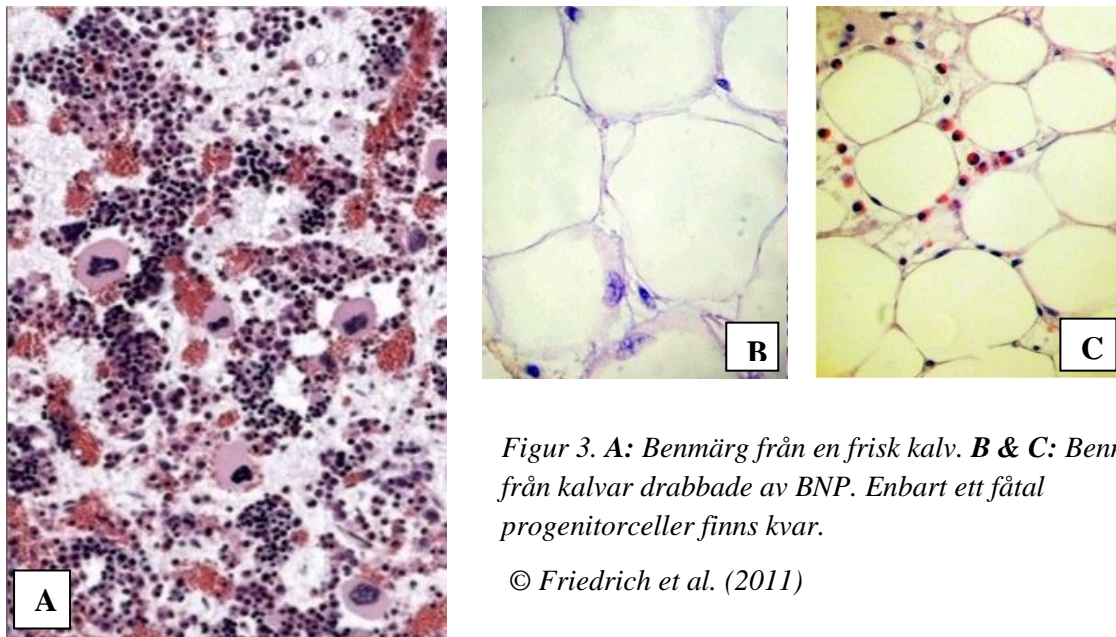 A
B
C
Figur 3. A: Benmärg från en frisk kalv. B & C:
från kalvar drabbade av BNP. Enbart ett fåtal
progenitorceller finns kvar.
© Friedrich et al. (2011)